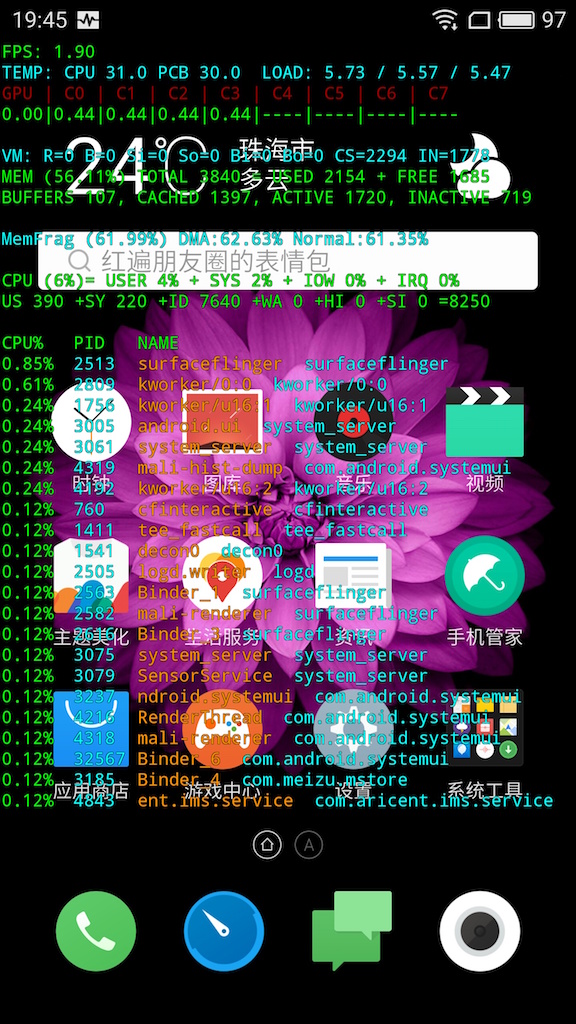 19:45 97
FPS: 1.90
TEMP: CPU 31.0 PCB 30.0 LOAD: 5.73 / 5.57 / 5.47
GPU | C0 | C1 | C2 | C3 | C4 | C5 | C6 | C7
0.00|0.44|0.44|0.44|0.44|----|----|----|----
24℃ 珠海市
多云
VM: R=0 B=0 Si=0 So=0 Bi=0 Bo=0 CS=2294 IN=1778
MEM (56.11%) TOTAL 3840 = USED 2154 + FREE 1685
BUFFERS 107, CACHED 1397, ACTIVE 1720, INACTIVE 719
MemFrag (61.99%) DMA:62.63% Normal:61.35%
红遍朋友圈的表情包
CPU (6%)= USER 4% + SYS 2% + IOW 0% + IRQ 0%
US 390 +SY 220 +ID 7640 +WA 0 +HI 0 +SI 0 =8250
CPU% PID NAME
0.85% 2513 surfaceflinger surfaceflinger
0.61% 2809 kworker/0:0 kworker/0:0
0.24% 1756 kworker/u16:1 kworker/u16:1
0.24% 3005 android.ui system_server
0.24% 3061 system_server system_server
0.24% 4319 mali-hist-dump com.android.systemui
时钟 图库 音乐 视频
0.24% 4192 kworker/u16:2 kworker/u16:2
0.12% 760 cfinteractive cfinteractive
0.12% 1411 tee_fastcall tee_fastcall
0.12% 1541 decon0 decon0
0.12% 2505 logd.writer logd
0.12% 2563 Binder_1 surfaceflinger
0.12% 2582 mali-renderer surfaceflinger
0.12% 2676 Binder_3 surfaceflinger
主题美化 生活服务 资讯 手机管家
0.12% 3075 system_server system_server
0.12% 3079 SensorService system_server
0.12% 3237 ndroid.systemui com.android.systemui
0.12% 4216 RenderThread com.android.systemui
0.12% 4318 mali-renderer com.android.systemui
0.12% 32567 Binder_6 com.android.systemui
0.12% 3185 Binder_4 com.meizu.mstore
应用商店 游戏中心 设置 系统工具
0.12% 4843 ent.ims.service com.aricent.ims.service
A